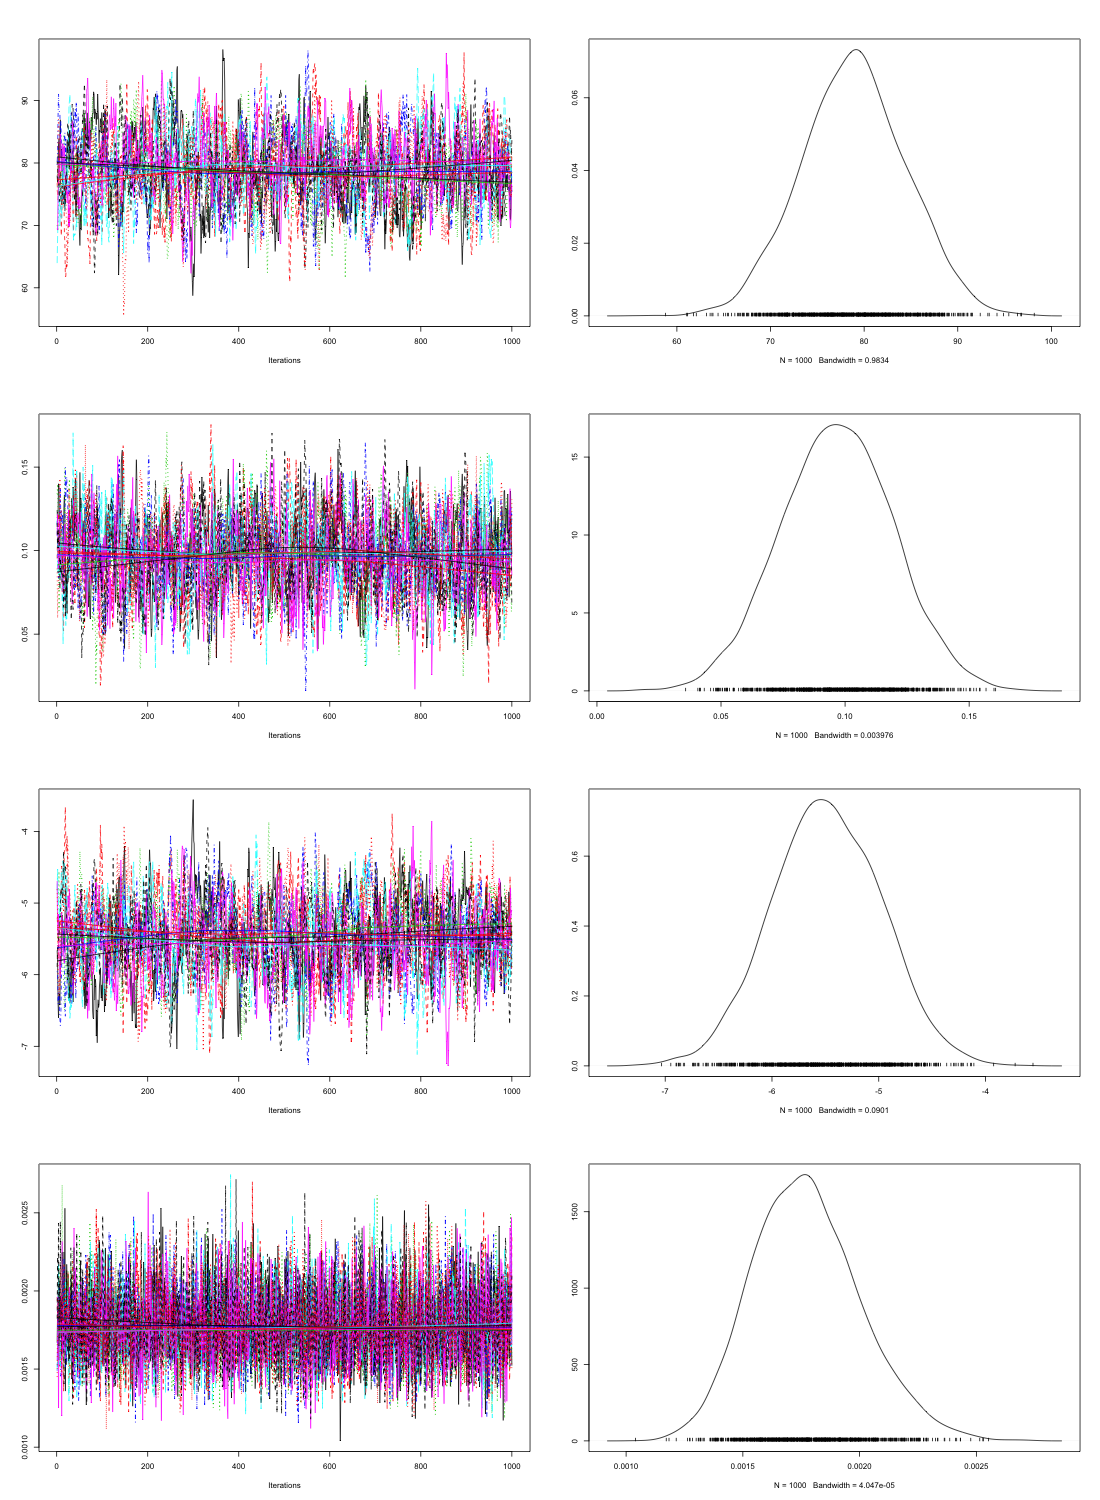 60 70 80 90
0 200 400 600 800 1000
Iterations
0.00 0.02 0.04 0.06
60 70 80 90 100
N = 1000 Bandwidth = 0.9834
0.05 0.10 0.15
0 200 400 600 800 1000
Iterations
0 5 10 15
0.00 0.05 0.10 0.15
N = 1000 Bandwidth = 0.003976
-7 -6 -5 -4
0 200 400 600 800 1000
Iterations
0.0 0.2 0.4 0.6
-7 -6 -5 -4
N = 1000 Bandwidth = 0.0901
0.0010 0.0015 0.0020 0.0025
0 200 400 600 800 1000
Iterations
0 500 1000 1500
0.0010 0.0015 0.0020 0.0025
N = 1000 Bandwidth = 4.047e-05